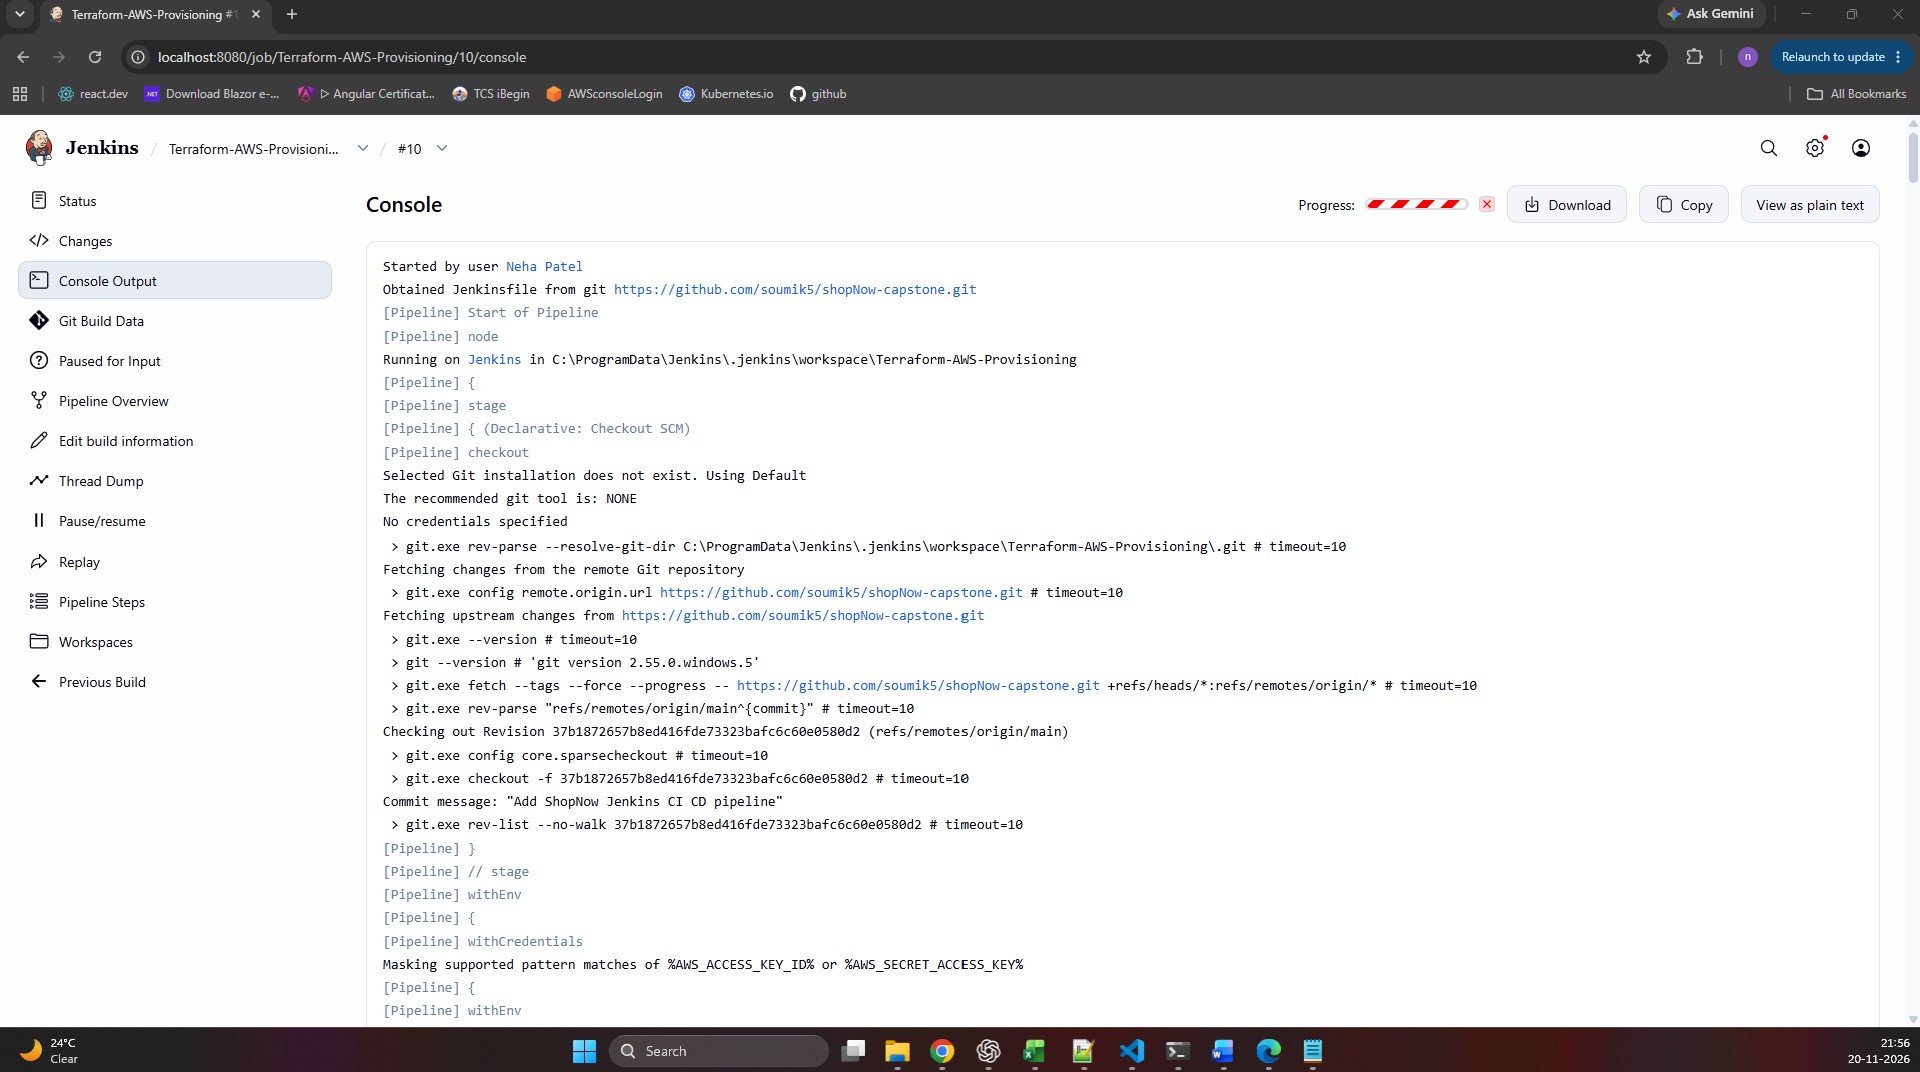 Terraform-AWS-Provisioning #1
Ask Gemini
localhost:8080/job/Terraform-AWS-Provisioning/10/console
n
Relaunch to update
react.dev
.NET
Download Blazor e-...
▷ Angular Certificat...
TCS iBegin
AWSconsoleLogin
Kubernetes.io
github
All Bookmarks
Jenkins / Terraform-AWS-Provisioni... / #10
Status
Changes
Console Output
Git Build Data
Paused for Input
Pipeline Overview
Edit build information
Thread Dump
Pause/resume
Replay
Pipeline Steps
Workspaces
Previous Build
Console
Progress:
Download
Copy
View as plain text
Started by user Neha Patel
Obtained Jenkinsfile from git https://github.com/soumik5/shopNow-capstone.git
[Pipeline] Start of Pipeline
[Pipeline] node
Running on Jenkins in C:\ProgramData\Jenkins\.jenkins\workspace\Terraform-AWS-Provisioning
[Pipeline] {
[Pipeline] stage
[Pipeline] { (Declarative: Checkout SCM)
[Pipeline] checkout
Selected Git installation does not exist. Using Default
The recommended git tool is: NONE
No credentials specified
> git.exe rev-parse --resolve-git-dir C:\ProgramData\Jenkins\.jenkins\workspace\Terraform-AWS-Provisioning\.git # timeout=10
Fetching changes from the remote Git repository
> git.exe config remote.origin.url https://github.com/soumik5/shopNow-capstone.git # timeout=10
Fetching upstream changes from https://github.com/soumik5/shopNow-capstone.git
> git.exe --version # timeout=10
> git --version # 'git version 2.55.0.windows.5'
> git.exe fetch --tags --force --progress -- https://github.com/soumik5/shopNow-capstone.git +refs/heads/*:refs/remotes/origin/* # timeout=10
> git.exe rev-parse "refs/remotes/origin/main^{commit}" # timeout=10
Checking out Revision 37b1872657b8ed416fde73323bafc6c60e0580d2 (refs/remotes/origin/main)
> git.exe config core.sparsecheckout # timeout=10
> git.exe checkout -f 37b1872657b8ed416fde73323bafc6c60e0580d2 # timeout=10
Commit message: "Add ShopNow Jenkins CI CD pipeline"
> git.exe rev-list --no-walk 37b1872657b8ed416fde73323bafc6c60e0580d2 # timeout=10
[Pipeline] }
[Pipeline] // stage
[Pipeline] withEnv
[Pipeline] {
[Pipeline] withCredentials
Masking supported pattern matches of %AWS_ACCESS_KEY_ID% or %AWS_SECRET_ACCESS_KEY%
[Pipeline] {
[Pipeline] withEnv
24°C
Clear
Search
21:56
20-11-2026